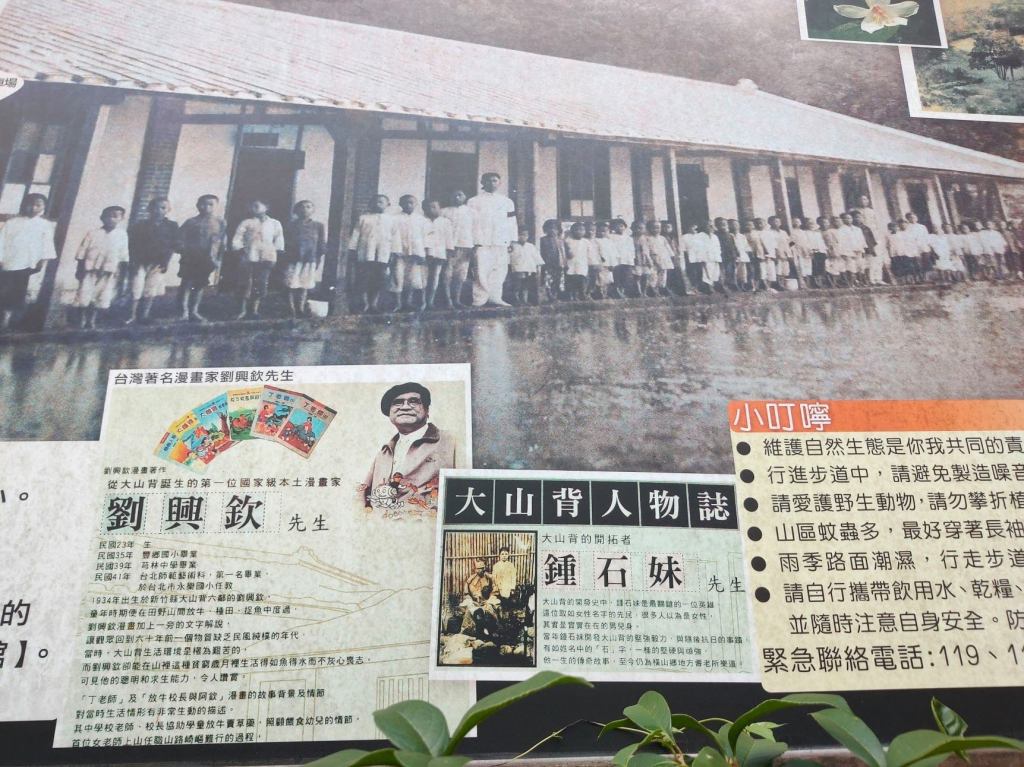 台灣著名漫畫家劉興欽先生
劉興欽漫畫著作
從大山背誕生的第一位國家級本土漫畫家
劉興欽 先生
民國23年 生
民國35年 豐鄉國小畢業
民國39年 芎林中學畢業
民國41年 台北師範藝術科，第一名畢業，
於台北市永樂國小任教
1934年出生於新竹縣大山背六鄰的劉興欽，
童年時期便在田野山間放牛、種田、捉魚中度過
劉興欽漫畫加上一旁的文字解說，
讓觀眾回到六十年前一個物質缺乏民風純樸的年代。
當時，大山背生活環境是極為艱苦的，
而劉興欽卻能在山裡這種貧窮歲月裡生活得如魚得水而不灰心喪志，
可見他的聰明和求生能力，令人讚賞。
「丁老師」及「放牛校長與阿欽」漫畫的故事背景及情節
對當時生活情形有非常生動的描述。
其中學校老師、校長協助學童放牛賣草藥，照顧餵食幼兒的情節，
首位女老師上山任職山路崎嶇難行的過程，
大山背人物誌
大山背的開拓者
鍾石妹 先生
大山背的開發史中，鍾石妹是最關鍵的一位英雄
這位取如女性名字的先民，很多人以為是女性，
其實是實實在在的男兒身。
當年鍾石妹開發大山背的堅強毅力，與隨後抗日的事蹟，
有如姓名中的「石」字，一樣的堅硬與頑強，
他一生的傳奇故事，至今仍為橫山鄉地方耆老所樂道。
小叮嚀
● 維護自然生態是你我共同的責
● 行進步道中，請避免製造噪音
● 請愛護野生動物，請勿攀折植
● 山區蚊蟲多，最好穿著長袖
● 雨季路面潮濕，行走步道
● 請自行攜帶飲用水、乾糧、
並隨時注意自身安全。防
緊急聯絡電話:119、11
。
的
館】。